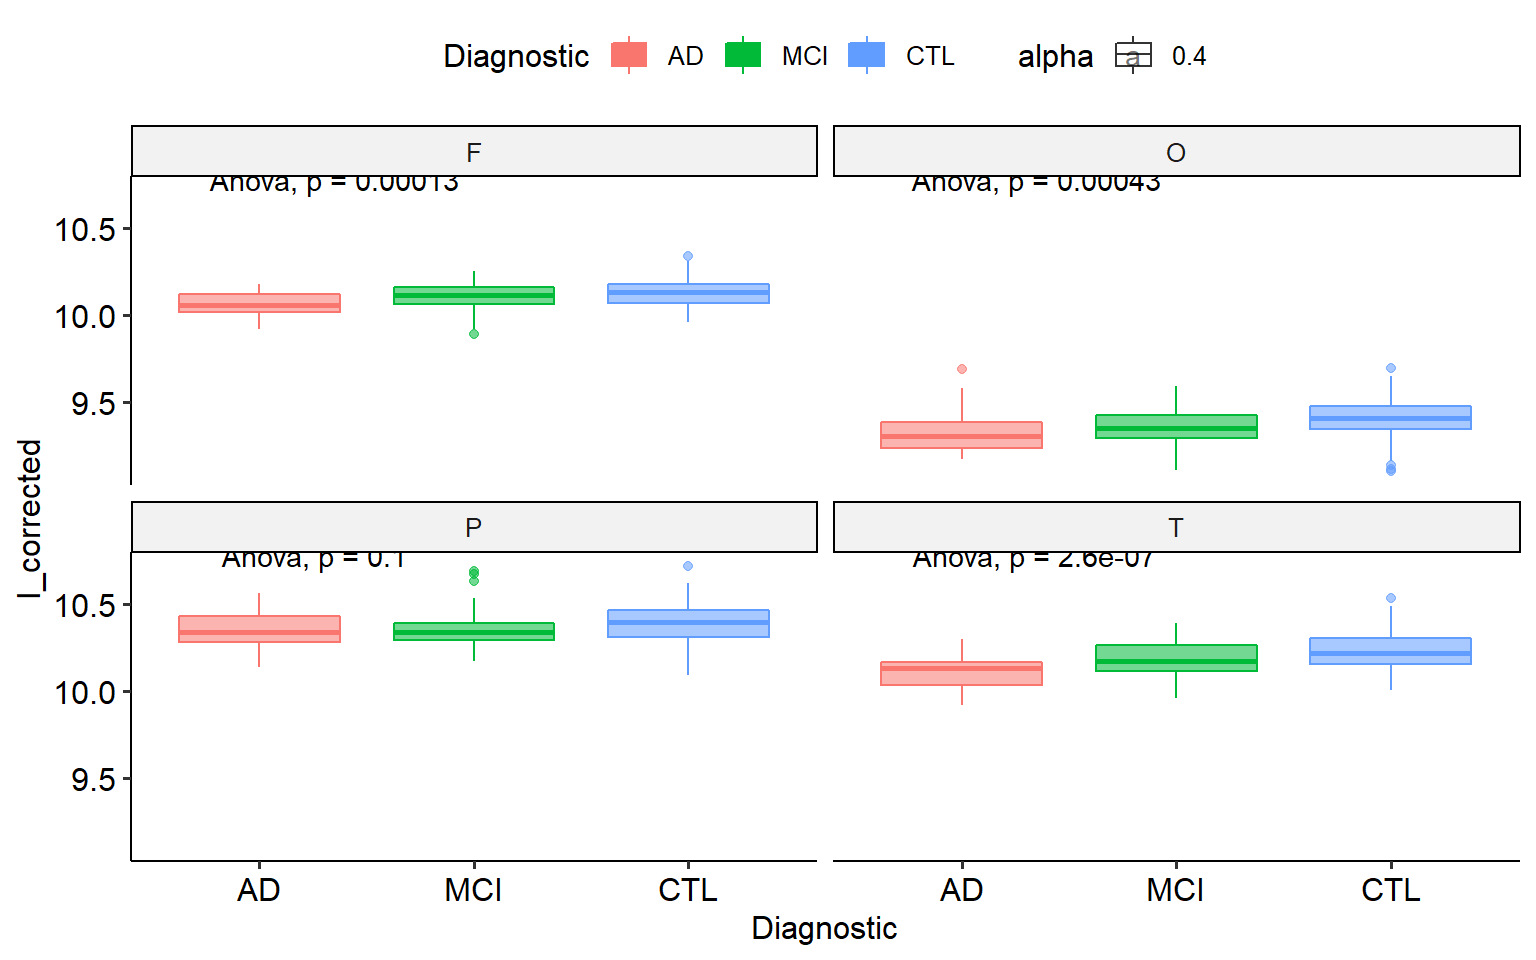 Diagnostic AD MCI CTL alpha a 0.4
F O
Anova, p = 0.00013 Anova, p = 0.00043
10.5
10.0
9.5
I_corrected
P T
Anova, p = 0.1 Anova, p = 2.6e-07
10.5
10.0
9.5
AD MCI CTL AD MCI CTL
Diagnostic